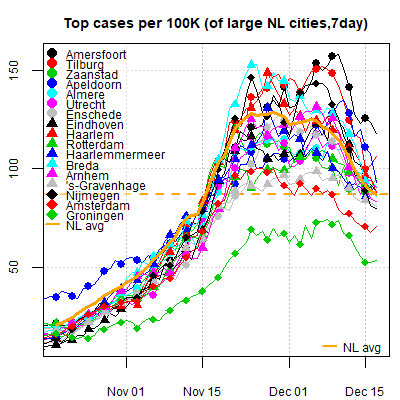 Top cases per 100K (of large NL cities,7day)
150
100
50
Amersfoort
Tilburg
Zaanstad
Apeldoorn
Almere
Utrecht
Enschede
Eindhoven
Haarlem
Rotterdam
Haarlemmermeer
Breda
Arnhem
's-Gravenhage
Nijmegen
Amsterdam
Groningen
NL avg
NL avg
Nov 01
Nov 15
Dec 01
Dec 15